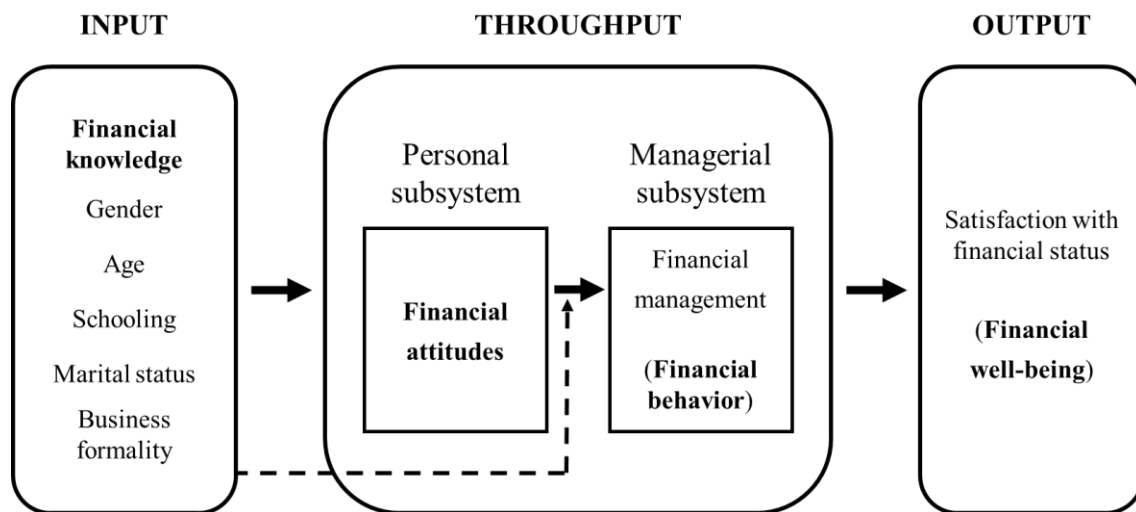 INPUT
THROUGHPUT
OUTPUT
Financial
knowledge
Gender
Age
Schooling
Marital status
Business
formality
Personal
subsystem
Financial
attitudes
Managerial
subsystem
Financial
management
(Financial
behavior)
Satisfaction with
financial status
(Financial
well-being)